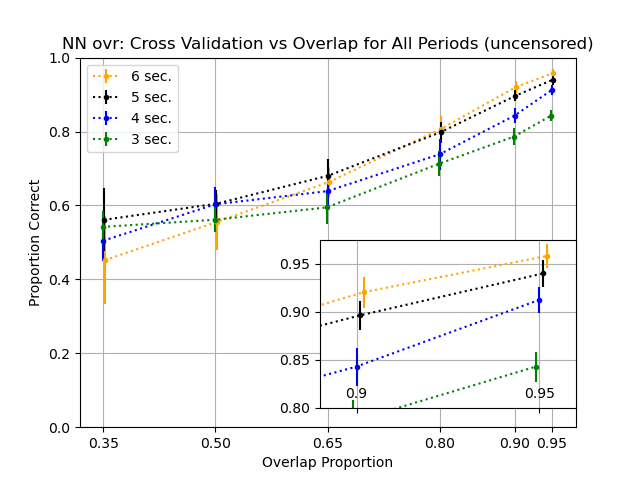 NN ovr: Cross Validation vs Overlap for All Periods (uncensored)
1.0
6 sec.
5 sec.
4 sec.
3 sec.
0.8
0.6
0.4
0.2
0.0
Proportion Correct
0.95
0.90
0.85
0.80
0.9
0.95
0.35
0.50
0.65
0.80
0.90
0.95
Overlap Proportion